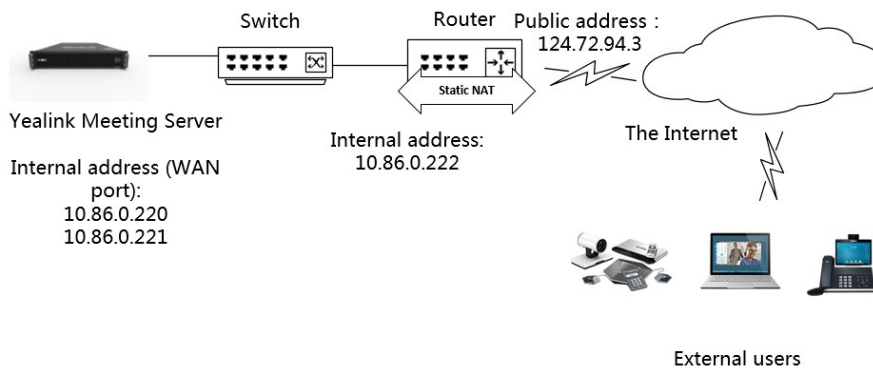 Switch
Router
Public address :
124.72.94.3
Static NAT
Yealink Meeting Server
Internal address:
10.86.0.222
The Internet
Internal address (WAN
port):
10.86.0.220
10.86.0.221
External users